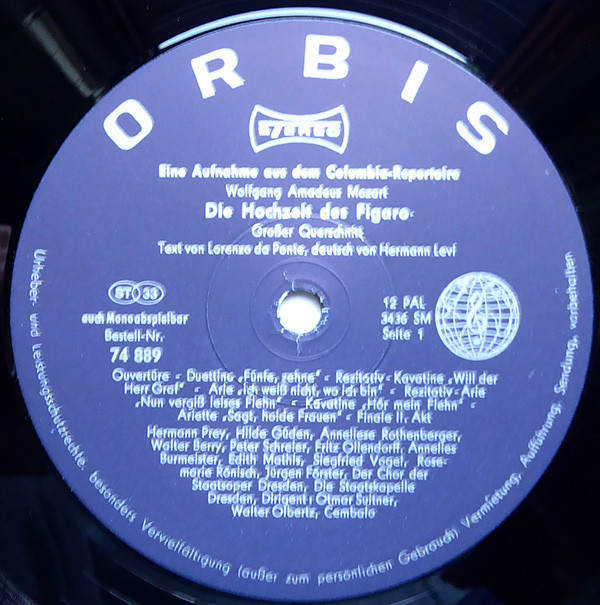 ORBIS
STEREO
Eine Aufnahme aus dem Columbia-Repertoire
Wolfgang Amadeus Mozart
Die Hochzeit des Figaro
Großer Querschnitt
Text von Lorenzo da Ponte, deutsch von Hermann Levi
ST 33
auch Mono abspielbar
Bestell-Nr.
74 889
12 PAL
3436 SM
Seite 1
Ouvertüre - Duettino „Fünfe, zehne" - Rezitativ - Kavatine „Will der
Herr Graf" - Arie „Ich weiß nicht, wo ich bin" - Rezitativ - Arie
„Nun vergiß leises Flehn" - Kavatine „Hör mein Flehn" -
Ariette „Sagt, holde Frauen" - Finale II. Akt
Hermann Prey, Hilde Güden, Anneliese Rothenberger,
Walter Berry, Peter Schreier, Fritz Ollendorff, Annelies
Burmeister, Edith Mathis, Siegfried Vogel, Rose-
marie Rönisch, Jürgen Förster, Der Chor der
Staatsoper Dresden, Die Staatskapelle
Dresden, Dirigent: Otmar Suitner,
Walter Olbertz, Cembalo
Urheber- und Leistungsschutzrechte, besonders Vervielfältigung (außer zum persönlichen Gebrauch) Vermietung, Aufführung, Sendung, vorbehalten